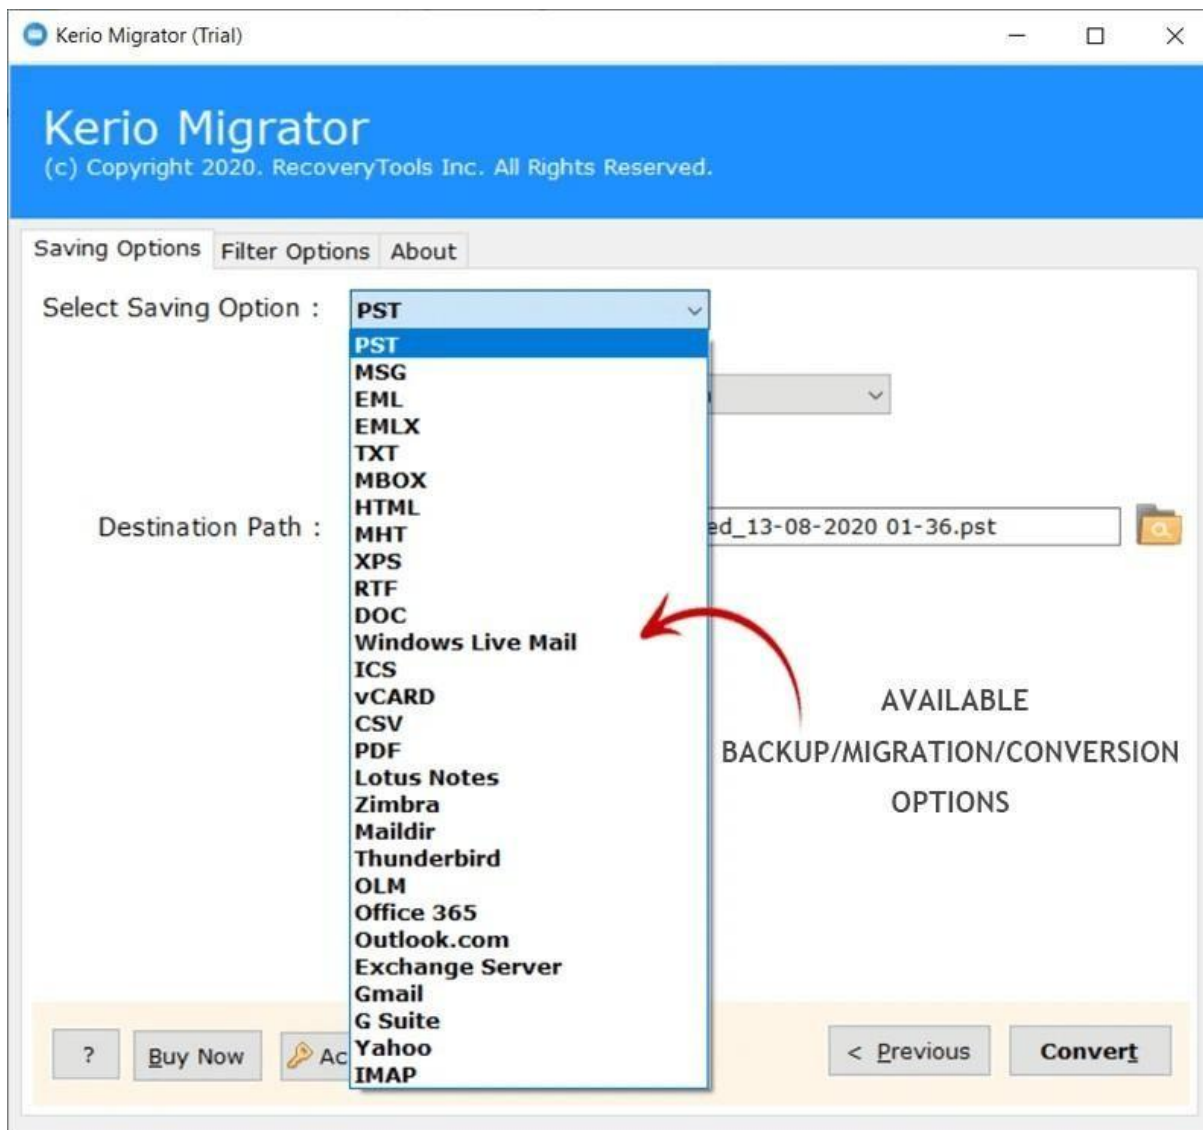 Kerio Migrator (Trial)
Kerio Migrator
(c) Copyright 2020. RecoveryTools Inc. All Rights Reserved.
Saving Options Filter Options About
Select Saving Option : PST
PST
MSG
EML
EMLX
TXT
MBOX
HTML
Destination Path : ed_13-08-2020 01-36.pst
MHT
XPS
RTF
DOC
Windows Live Mail
ICS
vCARD
CSV
PDF
Lotus Notes
Zimbra
Maildir
Thunderbird
OLM
Office 365
Outlook.com
Exchange Server
Gmail
G Suite
Yahoo
IMAP
AVAILABLE
BACKUP/MIGRATION/CONVERSION
OPTIONS
? Buy Now Ac < Previous Convert